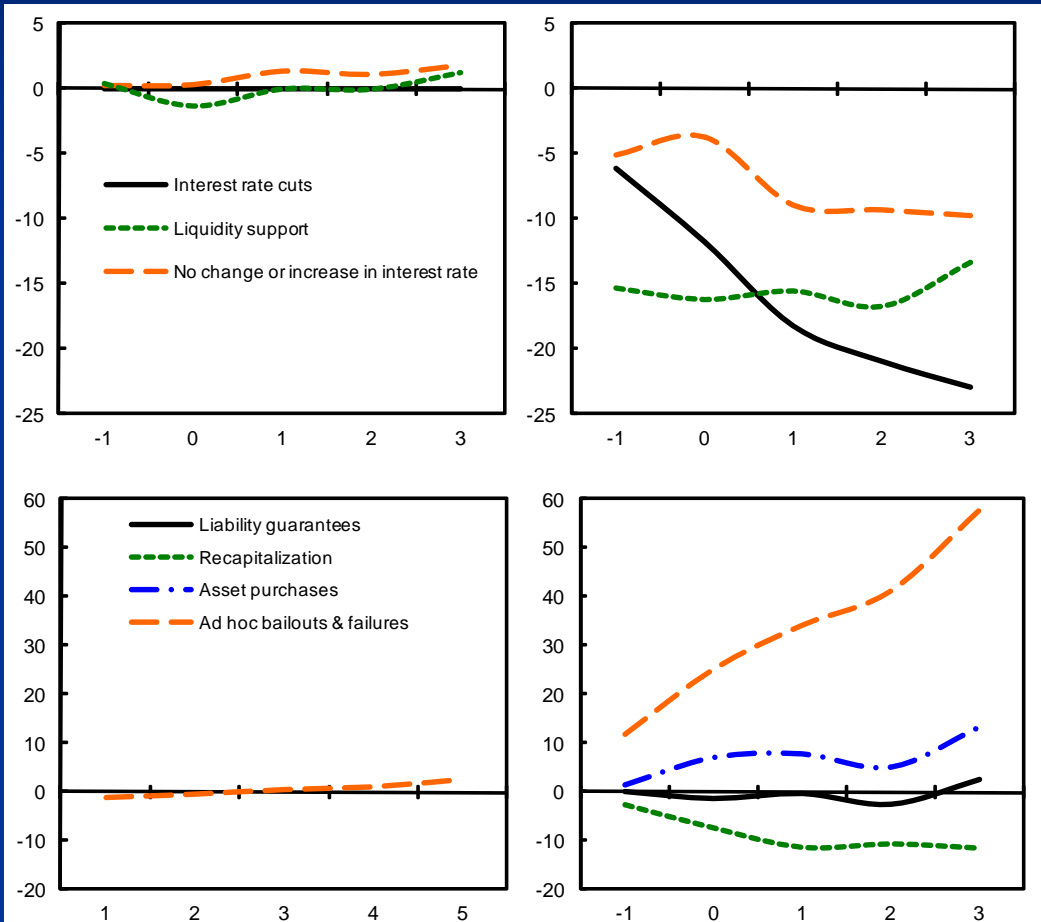 5
0
-5
-10
-15
-20
-25
Interest rate cuts
Liquidity support
No change or increase in interest rate
-1 0 1 2 3
5
0
-5
-10
-15
-20
-25
-1 0 1 2 3
60
50
40
30
20
10
0
-10
-20
Liability guarantees
Recapitalization
Asset purchases
Ad hoc bailouts & failures
1 2 3 4 5
60
50
40
30
20
10
0
-10
-20
-1 0 1 2 3